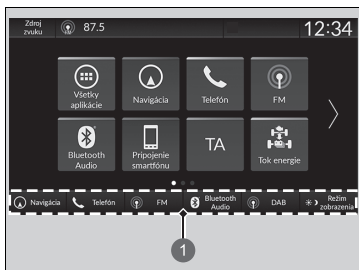 Zdroj
zvuku
87.5
12:34
Všetky
aplikácie
Navigácia
Telefón
FM
Bluetooth
Audio
Pripojenie
smartfónu
TA
Tok energie
Navigácia
Telefón
FM
Bluetooth
Audio
DAB
Režim
zobrazenia
1